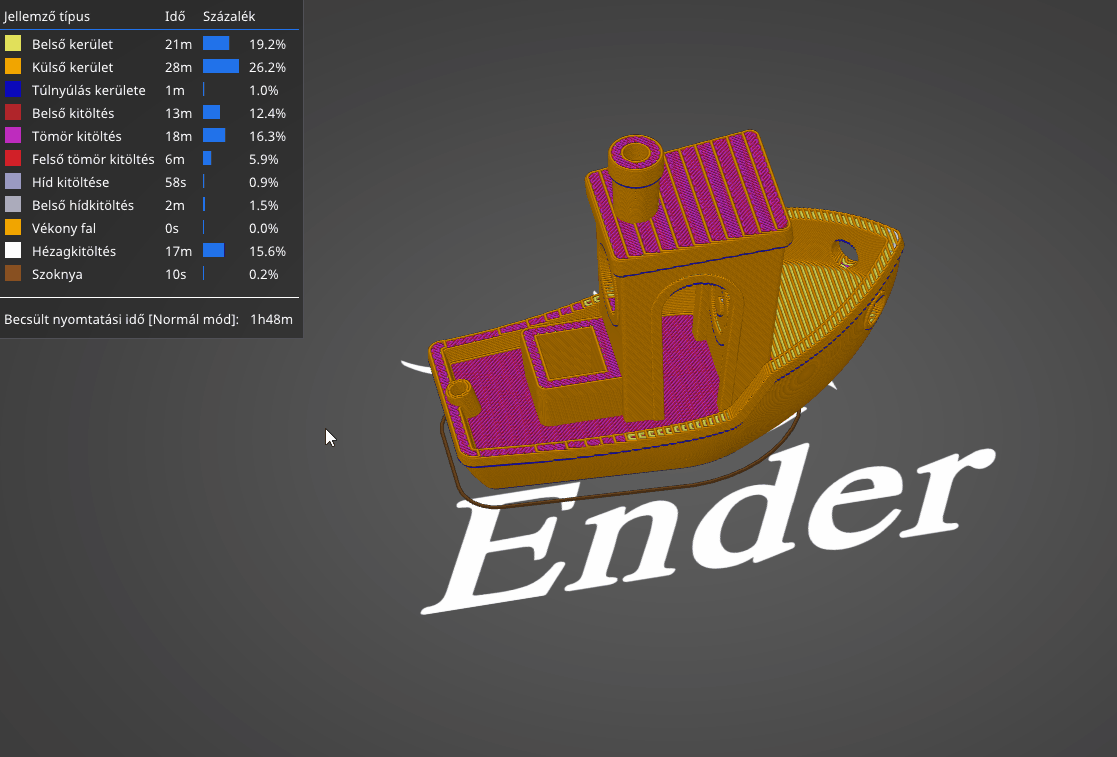 Jellemző típus Idő Százalék
Belső kerület 21m 19.2%
Külső kerület 28m 26.2%
Túlnyúlás kerülete 1m 1.0%
Belső kitöltés 13m 12.4%
Tömör kitöltés 18m 16.3%
Felső tömör kitöltés 6m 5.9%
Híd kitöltése 58s 0.9%
Belső hídkitöltés 2m 1.5%
Vékony fal 0s 0.0%
Hézagkitöltés 17m 15.6%
Szoknya 10s 0.2%
Becsült nyomtatási idő [Normál mód]: 1h48m
Ender